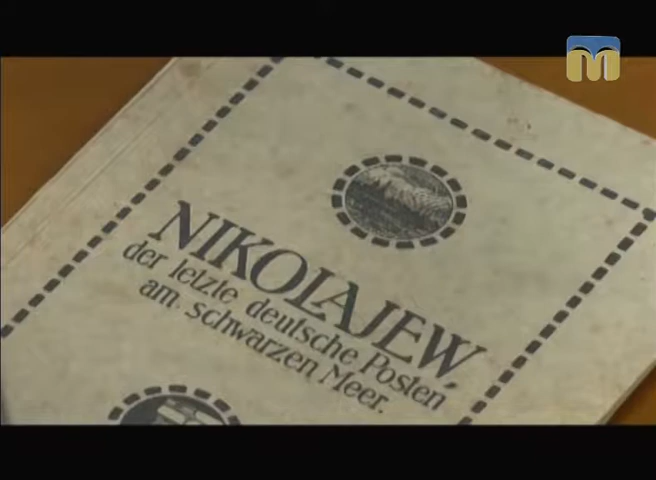 NIKOLAJEW,
der letzte deutsche Posten
am schwarzen Meer.